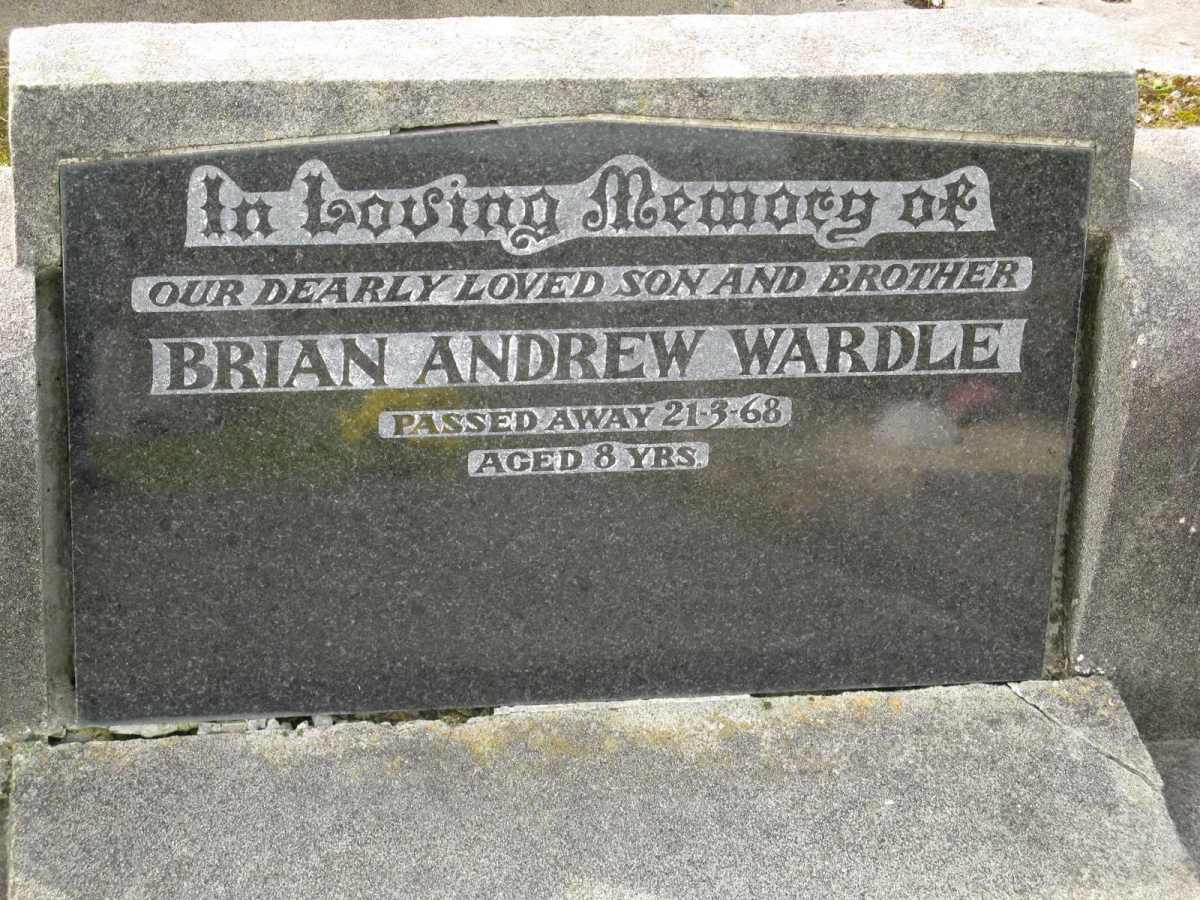 In Loving Memory of
OUR DEARLY LOVED SON AND BROTHER
BRIAN ANDREW WARDLE
PASSED AWAY 21-3-68
AGED 8 YRS.